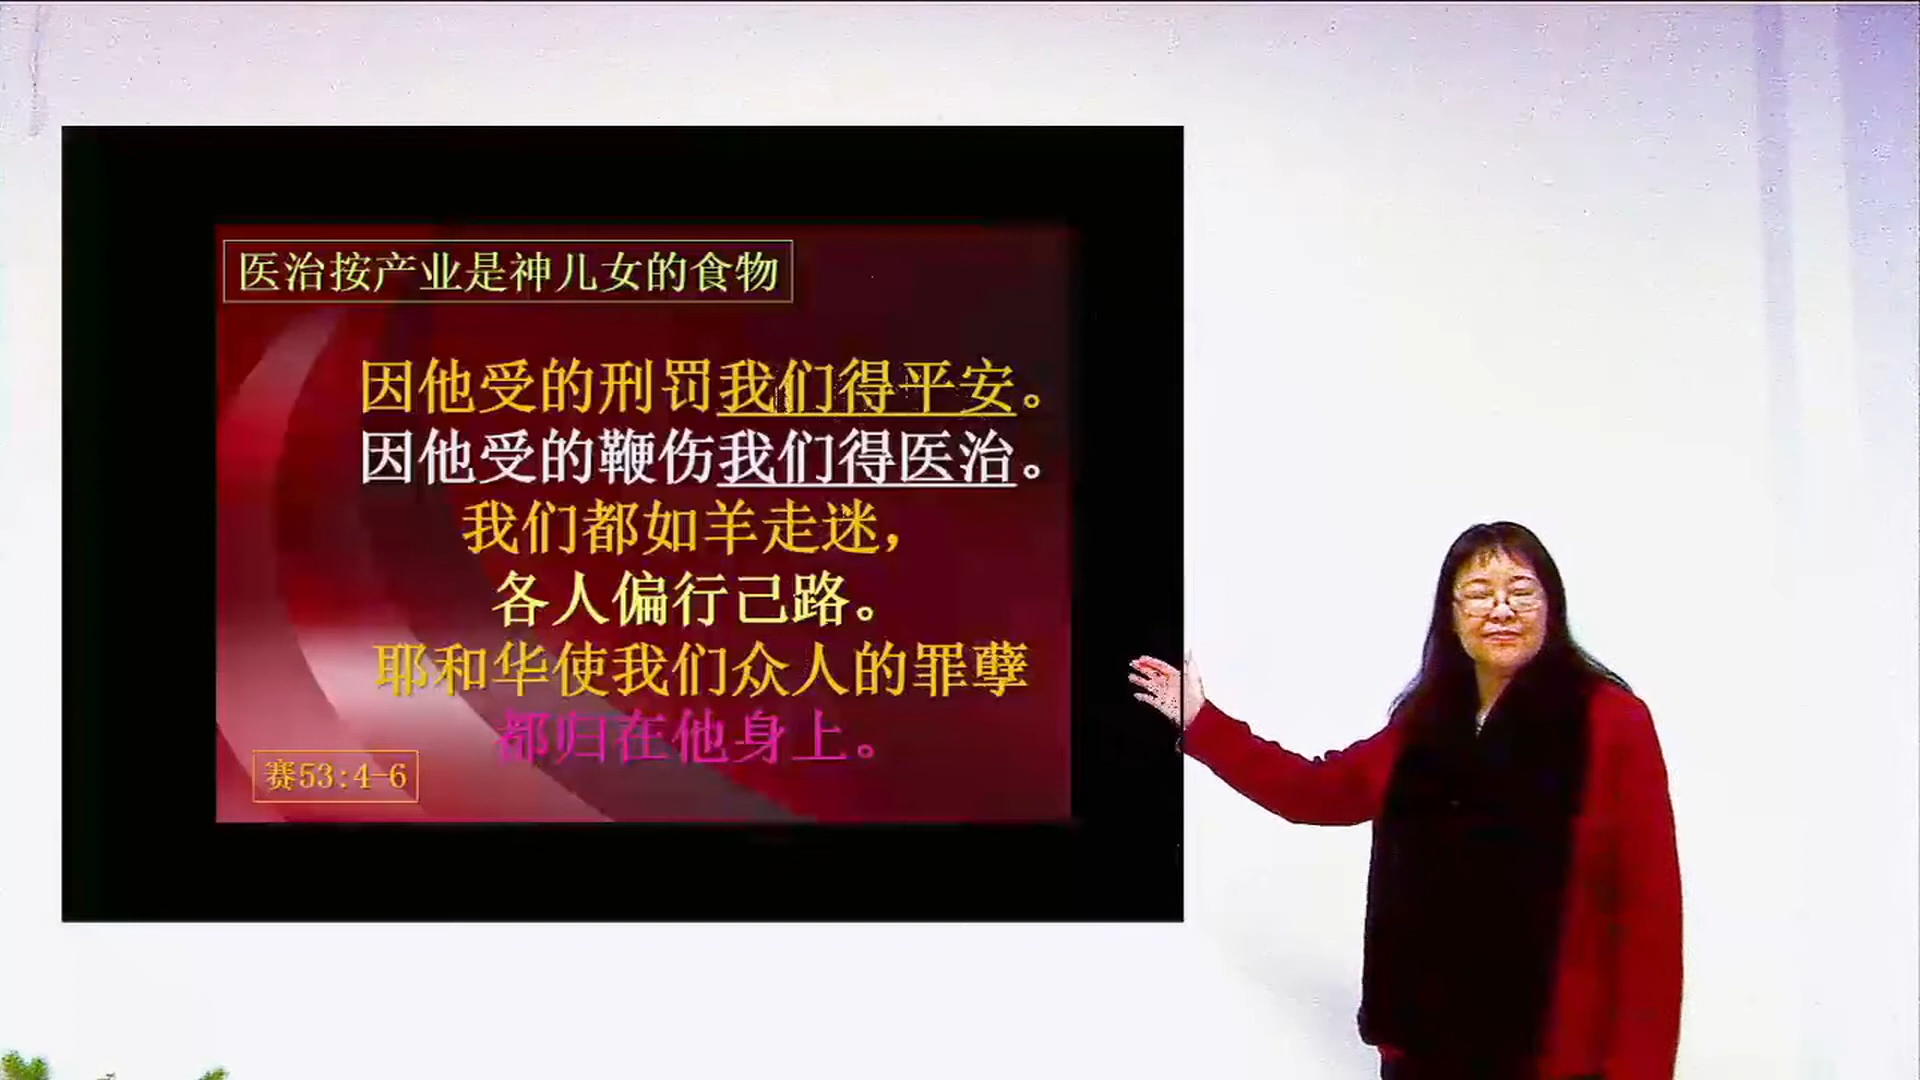 医治按产业是神儿女的食物
因他受的刑罚我们得平安。
因他受的鞭伤我们得医治。
我们都如羊走迷，
各人偏行己路。
耶和华使我们众人的罪孽
都归在他身上。
赛53:4-6